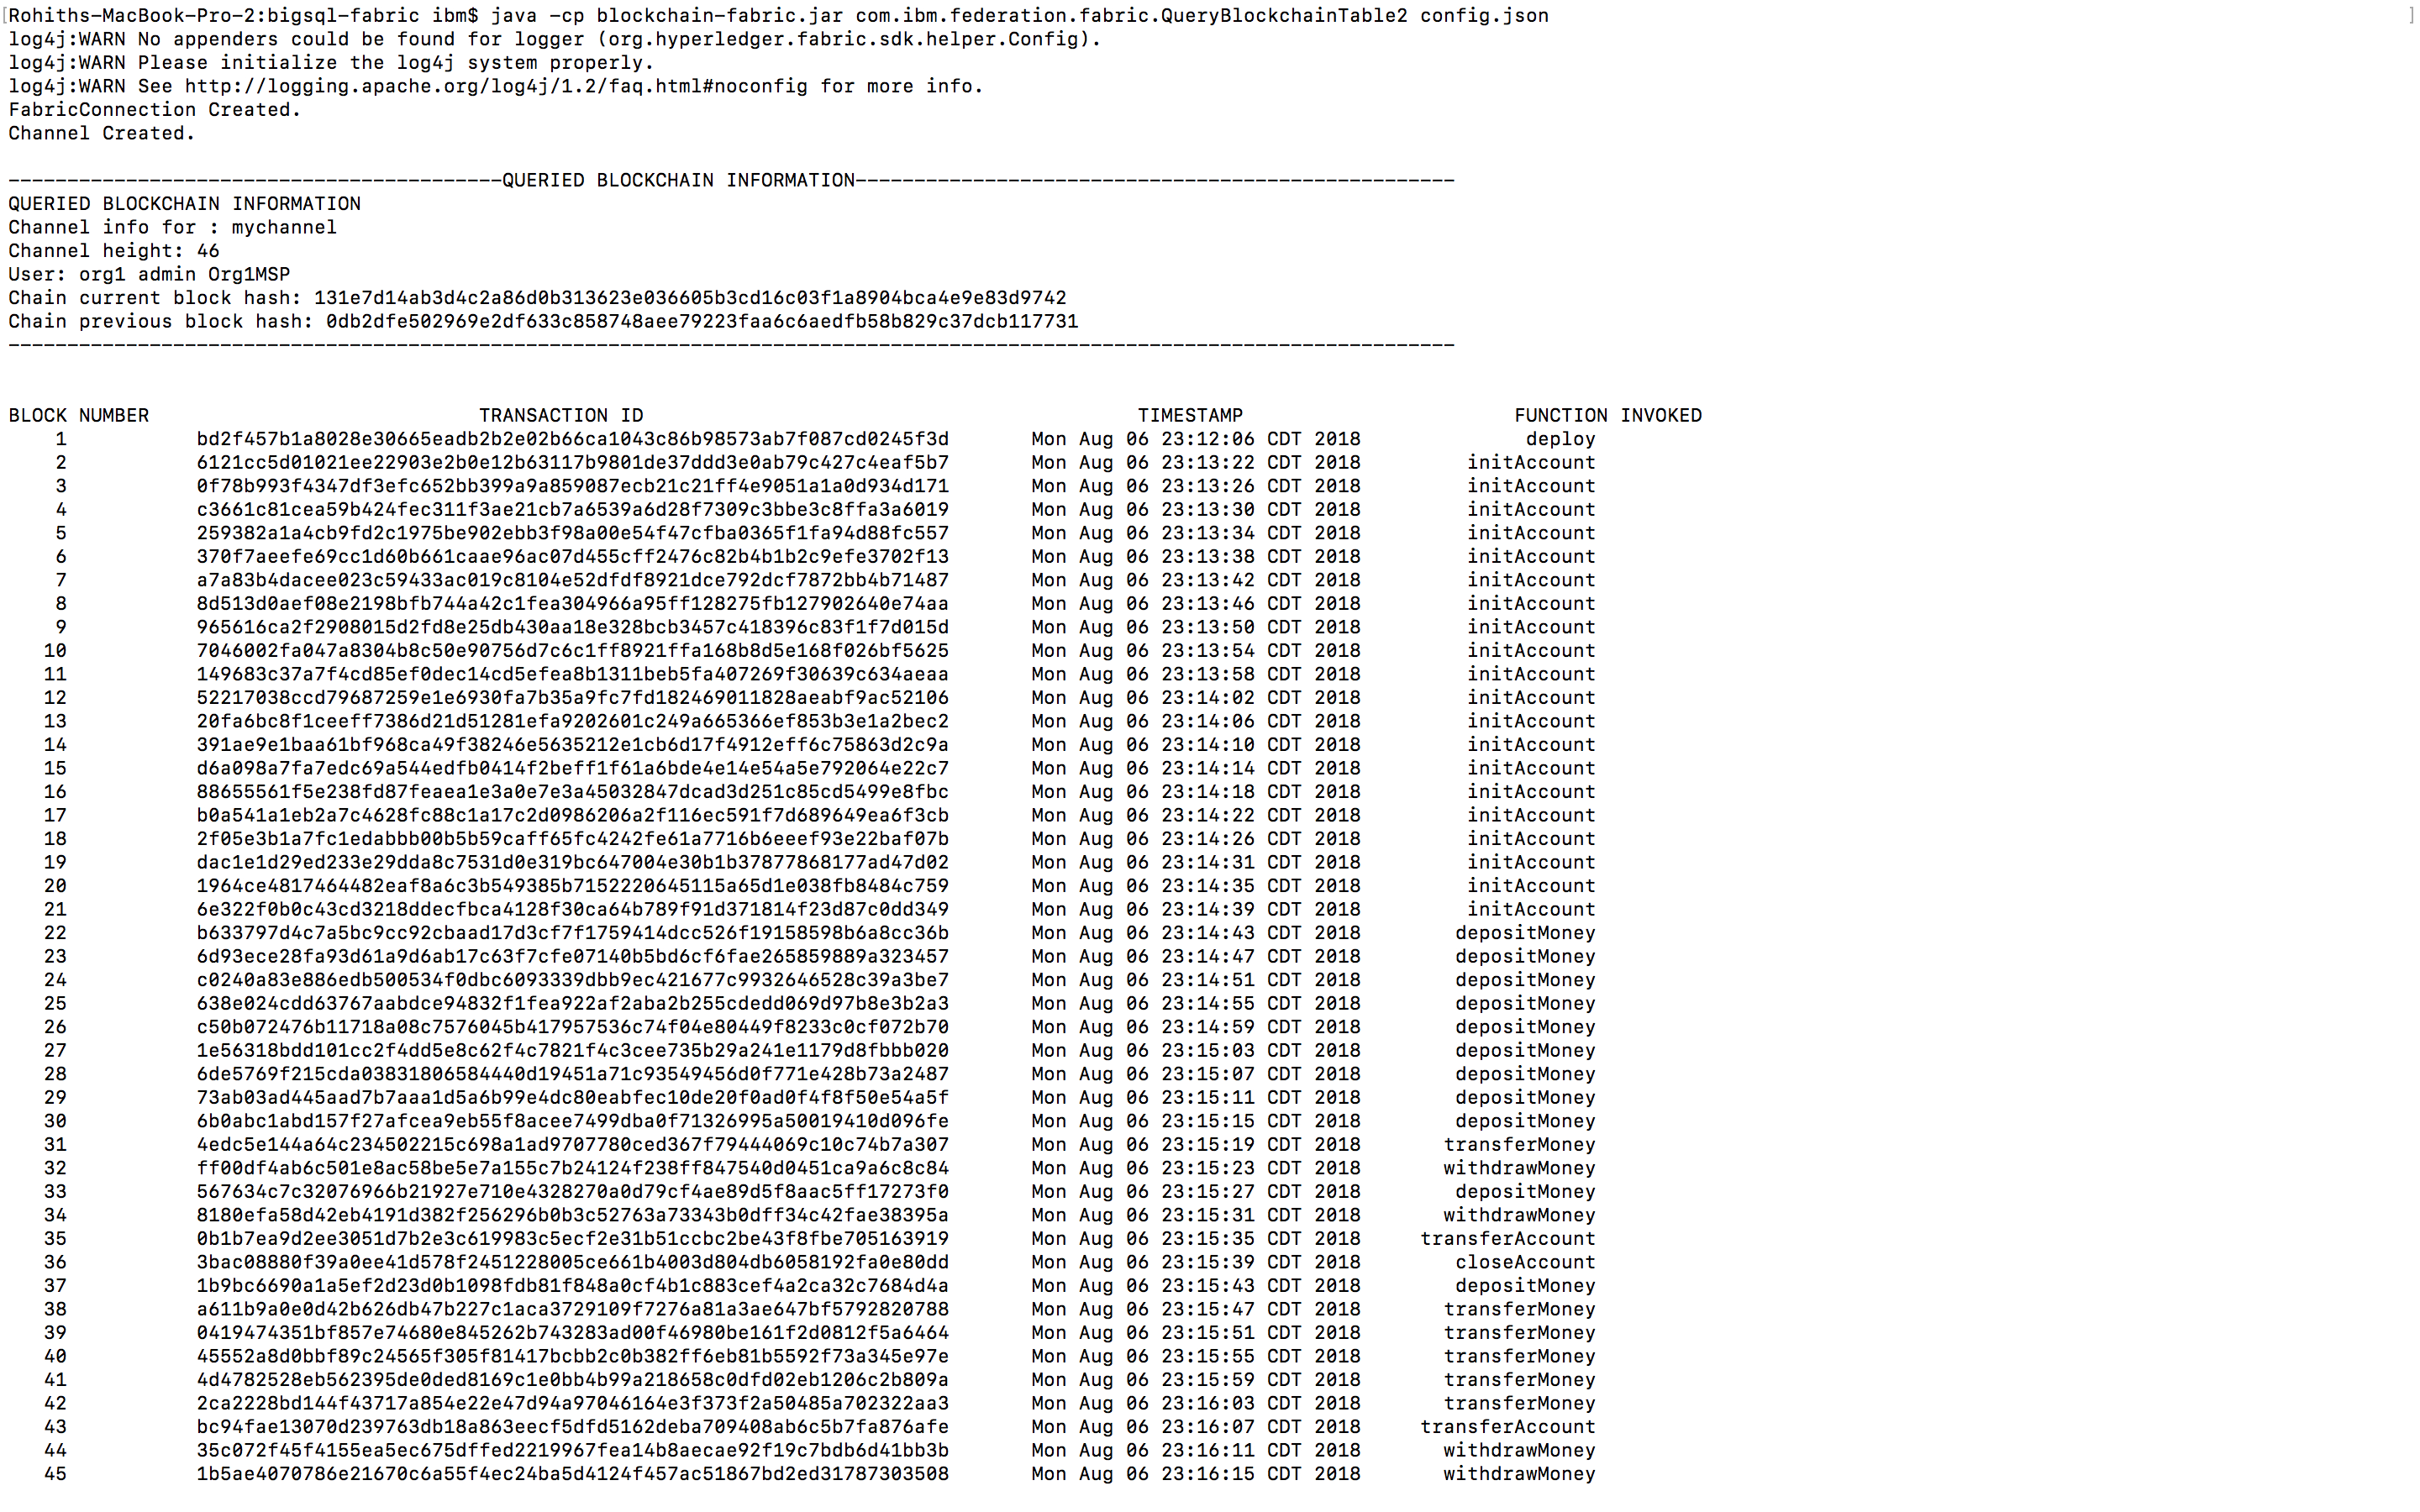 [Rohiths-MacBook-Pro-2:bigsql-fabric ibm$ java -cp blockchain-fabric.jar com.ibm.federation.fabric.QueryBlockchainTable2 config.json ]
log4j:WARN No appenders could be found for logger (org.hyperledger.fabric.sdk.helper.Config).
log4j:WARN Please initialize the log4j system properly.
log4j:WARN See http://logging.apache.org/log4j/1.2/faq.html#noconfig for more info.
FabricConnection Created.
Channel Created.
------------------------------------------QUERIED BLOCKCHAIN INFORMATION---------------------------------------------------
QUERIED BLOCKCHAIN INFORMATION
Channel info for : mychannel
Channel height: 46
User: org1 admin Org1MSP
Chain current block hash: 131e7d14ab3d4c2a86d0b313623e036605b3cd16c03f1a8904bca4e9e83d9742
Chain previous block hash: 0db2dfe502969e2df633c858748aee79223faa6c6aedfb58b829c37dcb117731
---------------------------------------------------------------------------------------------------------------------------
BLOCK NUMBER TRANSACTION ID TIMESTAMP FUNCTION INVOKED
1 bd2f457b1a8028e30665eadb2b2e02b66ca1043c86b98573ab7f087cd0245f3d Mon Aug 06 23:12:06 CDT 2018 deploy
2 6121cc5d01021ee22903e2b0e12b63117b9801de37ddd3e0ab79c427c4eaf5b7 Mon Aug 06 23:13:22 CDT 2018 initAccount
3 0f78b993f4347df3efc652bb399a9a859087ecb21c21ff4e9051a1a0d934d171 Mon Aug 06 23:13:26 CDT 2018 initAccount
4 c3661c81cea59b424fec311f3ae21cb7a6539a6d28f7309c3bbe3c8ffa3a6019 Mon Aug 06 23:13:30 CDT 2018 initAccount
5 259382a1a4cb9fd2c1975be902ebb3f98a00e54f47cfba0365f1fa94d88fc557 Mon Aug 06 23:13:34 CDT 2018 initAccount
6 370f7aeefe69cc1d60b661caae96ac07d455cff2476c82b4b1b2c9efe3702f13 Mon Aug 06 23:13:38 CDT 2018 initAccount
7 a7a83b4dacee023c59433ac019c8104e52dfdf8921dce792dcf7872bb4b71487 Mon Aug 06 23:13:42 CDT 2018 initAccount
8 8d513d0aef08e2198bfb744a42c1fea304966a95ff128275fb127902640e74aa Mon Aug 06 23:13:46 CDT 2018 initAccount
9 965616ca2f2908015d2fd8e25db430aa18e328bcb3457c418396c83f1f7d015d Mon Aug 06 23:13:50 CDT 2018 initAccount
10 7046002fa047a8304b8c50e90756d7c6c1ff8921ffa168b8d5e168f026bf5625 Mon Aug 06 23:13:54 CDT 2018 initAccount
11 149683c37a7f4cd85ef0dec14cd5efea8b1311beb5fa407269f30639c634aeaa Mon Aug 06 23:13:58 CDT 2018 initAccount
12 52217038ccd79687259e1e6930fa7b35a9fc7fd182469011828aeabf9ac52106 Mon Aug 06 23:14:02 CDT 2018 initAccount
13 20fa6bc8f1ceeff7386d21d51281efa9202601c249a665366ef853b3e1a2bec2 Mon Aug 06 23:14:06 CDT 2018 initAccount
14 391ae9e1baa61bf968ca49f38246e5635212e1cb6d17f4912eff6c75863d2c9a Mon Aug 06 23:14:10 CDT 2018 initAccount
15 d6a098a7fa7edc69a544edfb0414f2beff1f61a6bde4e14e54a5e792064e22c7 Mon Aug 06 23:14:14 CDT 2018 initAccount
16 88655561f5e238fd87feaea1e3a0e7e3a45032847dcad3d251c85cd5499e8fbc Mon Aug 06 23:14:18 CDT 2018 initAccount
17 b0a541a1eb2a7c4628fc88c1a17c2d0986206a2f116ec591f7d689649ea6f3cb Mon Aug 06 23:14:22 CDT 2018 initAccount
18 2f05e3b1a7fc1edabbb00b5b59caff65fc4242fe61a7716b6eeef93e22baf07b Mon Aug 06 23:14:26 CDT 2018 initAccount
19 dac1e1d29ed233e29dda8c7531d0e319bc647004e30b1b37877868177ad47d02 Mon Aug 06 23:14:31 CDT 2018 initAccount
20 1964ce4817464482eaf8a6c3b549385b7152220645115a65d1e038fb8484c759 Mon Aug 06 23:14:35 CDT 2018 initAccount
21 6e322f0b0c43cd3218ddecfbca4128f30ca64b789f91d371814f23d87c0dd349 Mon Aug 06 23:14:39 CDT 2018 initAccount
22 b633797d4c7a5bc9cc92cbaad17d3cf7f1759414dcc526f19158598b6a8cc36b Mon Aug 06 23:14:43 CDT 2018 depositMoney
23 6d93ece28fa93d61a9d6ab17c63f7cfe07140b5bd6cf6fae265859889a323457 Mon Aug 06 23:14:47 CDT 2018 depositMoney
24 c0240a83e886edb500534f0dbc6093339dbb9ec421677c9932646528c39a3be7 Mon Aug 06 23:14:51 CDT 2018 depositMoney
25 638e024cdd63767aabdce94832f1fea922af2aba2b255cdedd069d97b8e3b2a3 Mon Aug 06 23:14:55 CDT 2018 depositMoney
26 c50b072476b11718a08c7576045b417957536c74f04e80449f8233c0cf072b70 Mon Aug 06 23:14:59 CDT 2018 depositMoney
27 1e56318bdd101cc2f4dd5e8c62f4c7821f4c3cee735b29a241e1179d8fbbb020 Mon Aug 06 23:15:03 CDT 2018 depositMoney
28 6de5769f215cda03831806584440d19451a71c93549456d0f771e428b73a2487 Mon Aug 06 23:15:07 CDT 2018 depositMoney
29 73ab03ad445aad7b7aaa1d5a6b99e4dc80eabfec10de20f0ad0f4f8f50e54a5f Mon Aug 06 23:15:11 CDT 2018 depositMoney
30 6b0abc1abd157f27afcea9eb55f8acee7499dba0f71326995a50019410d096fe Mon Aug 06 23:15:15 CDT 2018 depositMoney
31 4edc5e144a64c234502215c698a1ad9707780ced367f79444069c10c74b7a307 Mon Aug 06 23:15:19 CDT 2018 transferMoney
32 ff00df4ab6c501e8ac58be5e7a155c7b24124f238ff847540d0451ca9a6c8c84 Mon Aug 06 23:15:23 CDT 2018 withdrawMoney
33 567634c7c32076966b21927e710e4328270a0d79cf4ae89d5f8aac5ff17273f0 Mon Aug 06 23:15:27 CDT 2018 depositMoney
34 8180efa58d42eb4191d382f256296b0b3c52763a73343b0dff34c42fae38395a Mon Aug 06 23:15:31 CDT 2018 withdrawMoney
35 0b1b7ea9d2ee3051d7b2e3c619983c5ecf2e31b51ccbc2be43f8fbe705163919 Mon Aug 06 23:15:35 CDT 2018 transferAccount
36 3bac08880f39a0ee41d578f2451228005ce661b4003d804db6058192fa0e80dd Mon Aug 06 23:15:39 CDT 2018 closeAccount
37 1b9bc6690a1a5ef2d23d0b1098fdb81f848a0cf4b1c883cef4a2ca32c7684d4a Mon Aug 06 23:15:43 CDT 2018 depositMoney
38 a611b9a0e0d42b626db47b227c1aca3729109f7276a81a3ae647bf5792820788 Mon Aug 06 23:15:47 CDT 2018 transferMoney
39 0419474351bf857e74680e845262b743283ad00f46980be161f2d0812f5a6464 Mon Aug 06 23:15:51 CDT 2018 transferMoney
40 45552a8d0bbf89c24565f305f81417bcbb2c0b382ff6eb81b5592f73a345e97e Mon Aug 06 23:15:55 CDT 2018 transferMoney
41 4d4782528eb562395de0ded8169c1e0bb4b99a218658c0dfd02eb1206c2b809a Mon Aug 06 23:15:59 CDT 2018 transferMoney
42 2ca2228bd144f43717a854e22e47d94a97046164e3f373f2a50485a702322aa3 Mon Aug 06 23:16:03 CDT 2018 transferMoney
43 bc94fae13070d239763db18a863eecf5dfd5162deba709408ab6c5b7fa876afe Mon Aug 06 23:16:07 CDT 2018 transferAccount
44 35c072f45f4155ea5ec675dffed2219967fea14b8aecae92f19c7bdb6d41bb3b Mon Aug 06 23:16:11 CDT 2018 withdrawMoney
45 1b5ae4070786e21670c6a55f4ec24ba5d4124f457ac51867bd2ed31787303508 Mon Aug 06 23:16:15 CDT 2018 withdrawMoney